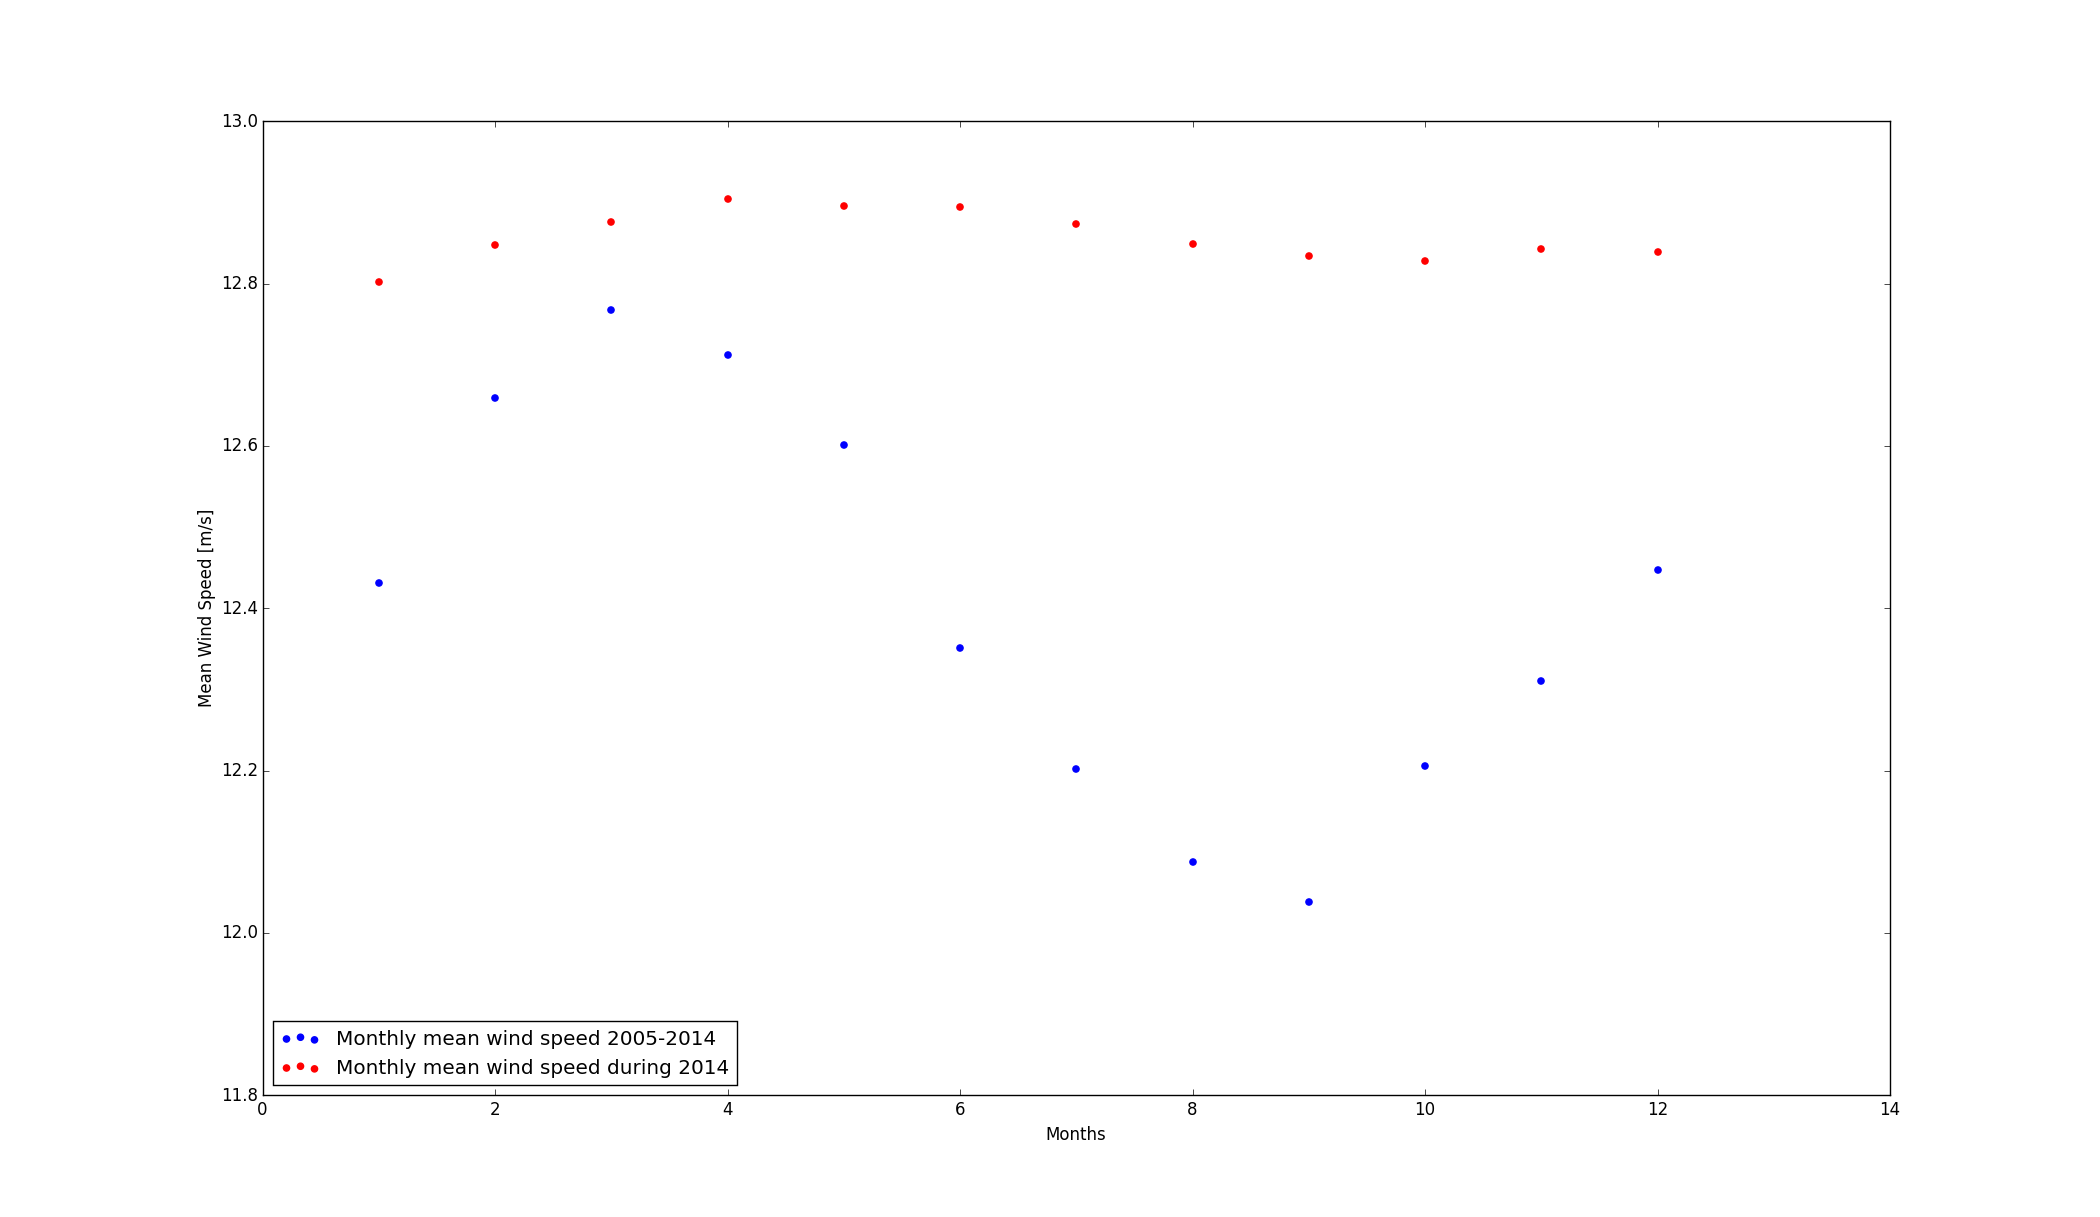 13.0
12.8
12.6
12.4
12.2
12.0
11.8
Mean Wind Speed [m/s]
Monthly mean wind speed 2005-2014
Monthly mean wind speed during 2014
0 2 4 6 8 10 12 14
Months